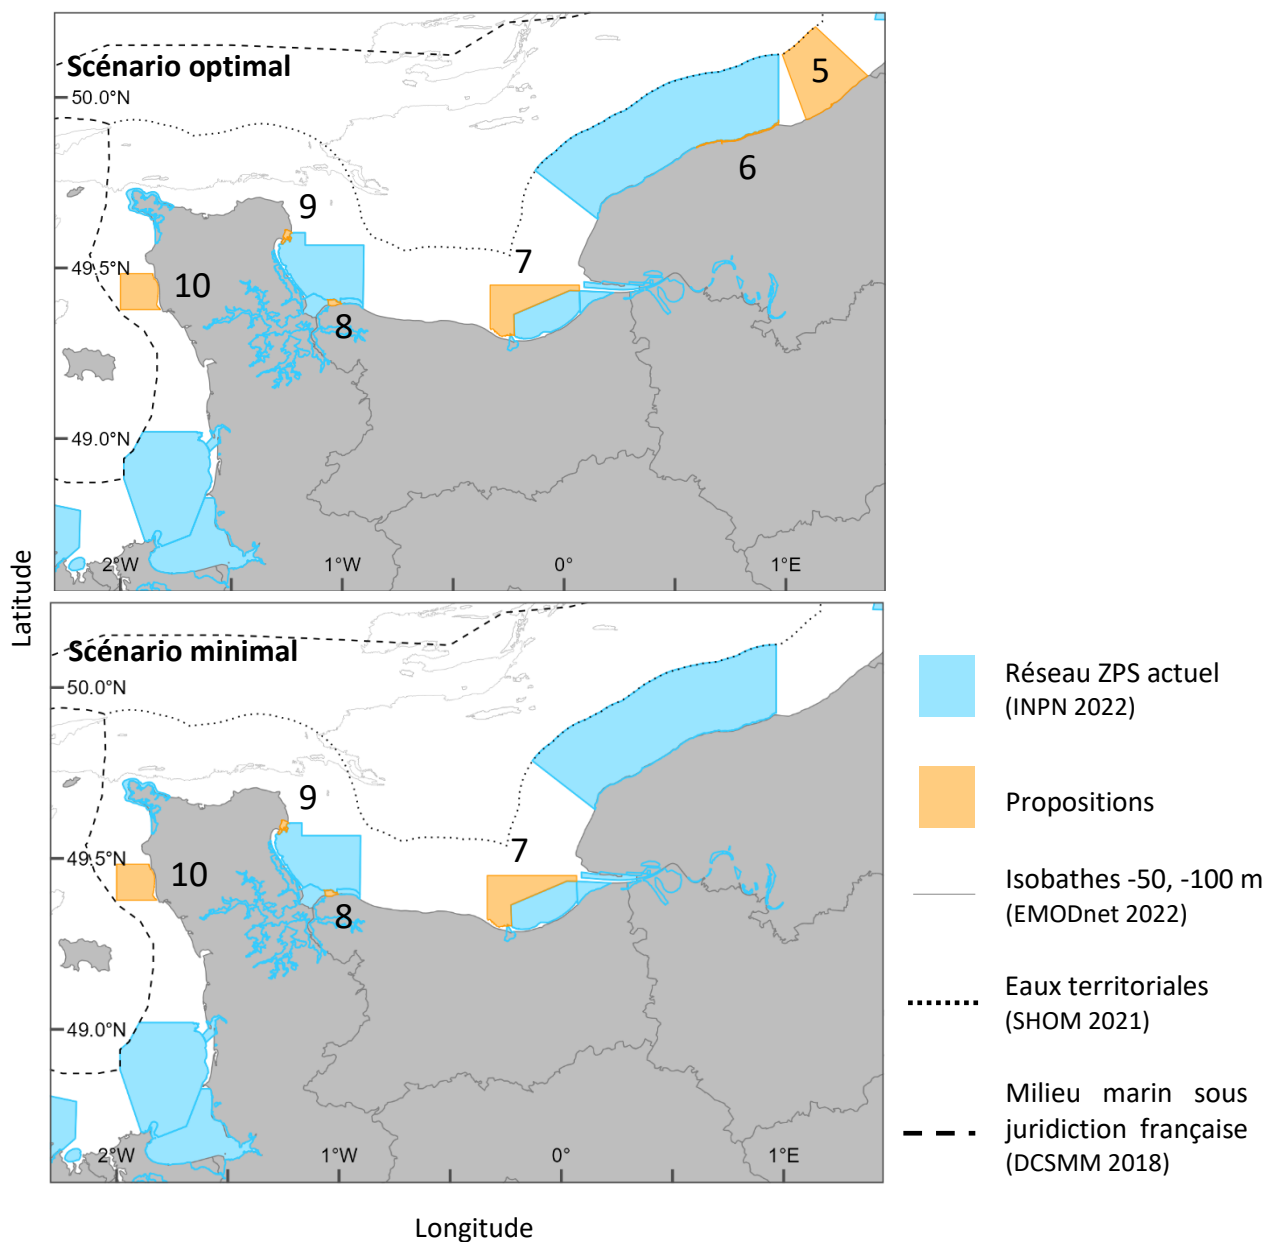 Scénario optimal
50.0°N
5
6
9
49.5°N
7
10
8
49.0°N
2°W
1°W
0°
1°E
Latitude
Scénario minimal
50.0°N
9
49.5°N
7
10
8
49.0°N
2°W
1°W
0°
1°E
Longitude
Réseau ZPS actuel
(INPN 2022)
Propositions
Isobathes -50, -100 m
(EMODnet 2022)
Eaux territoriales
(SHOM 2021)
Milieu marin sous
juridiction française
(DCSMM 2018)